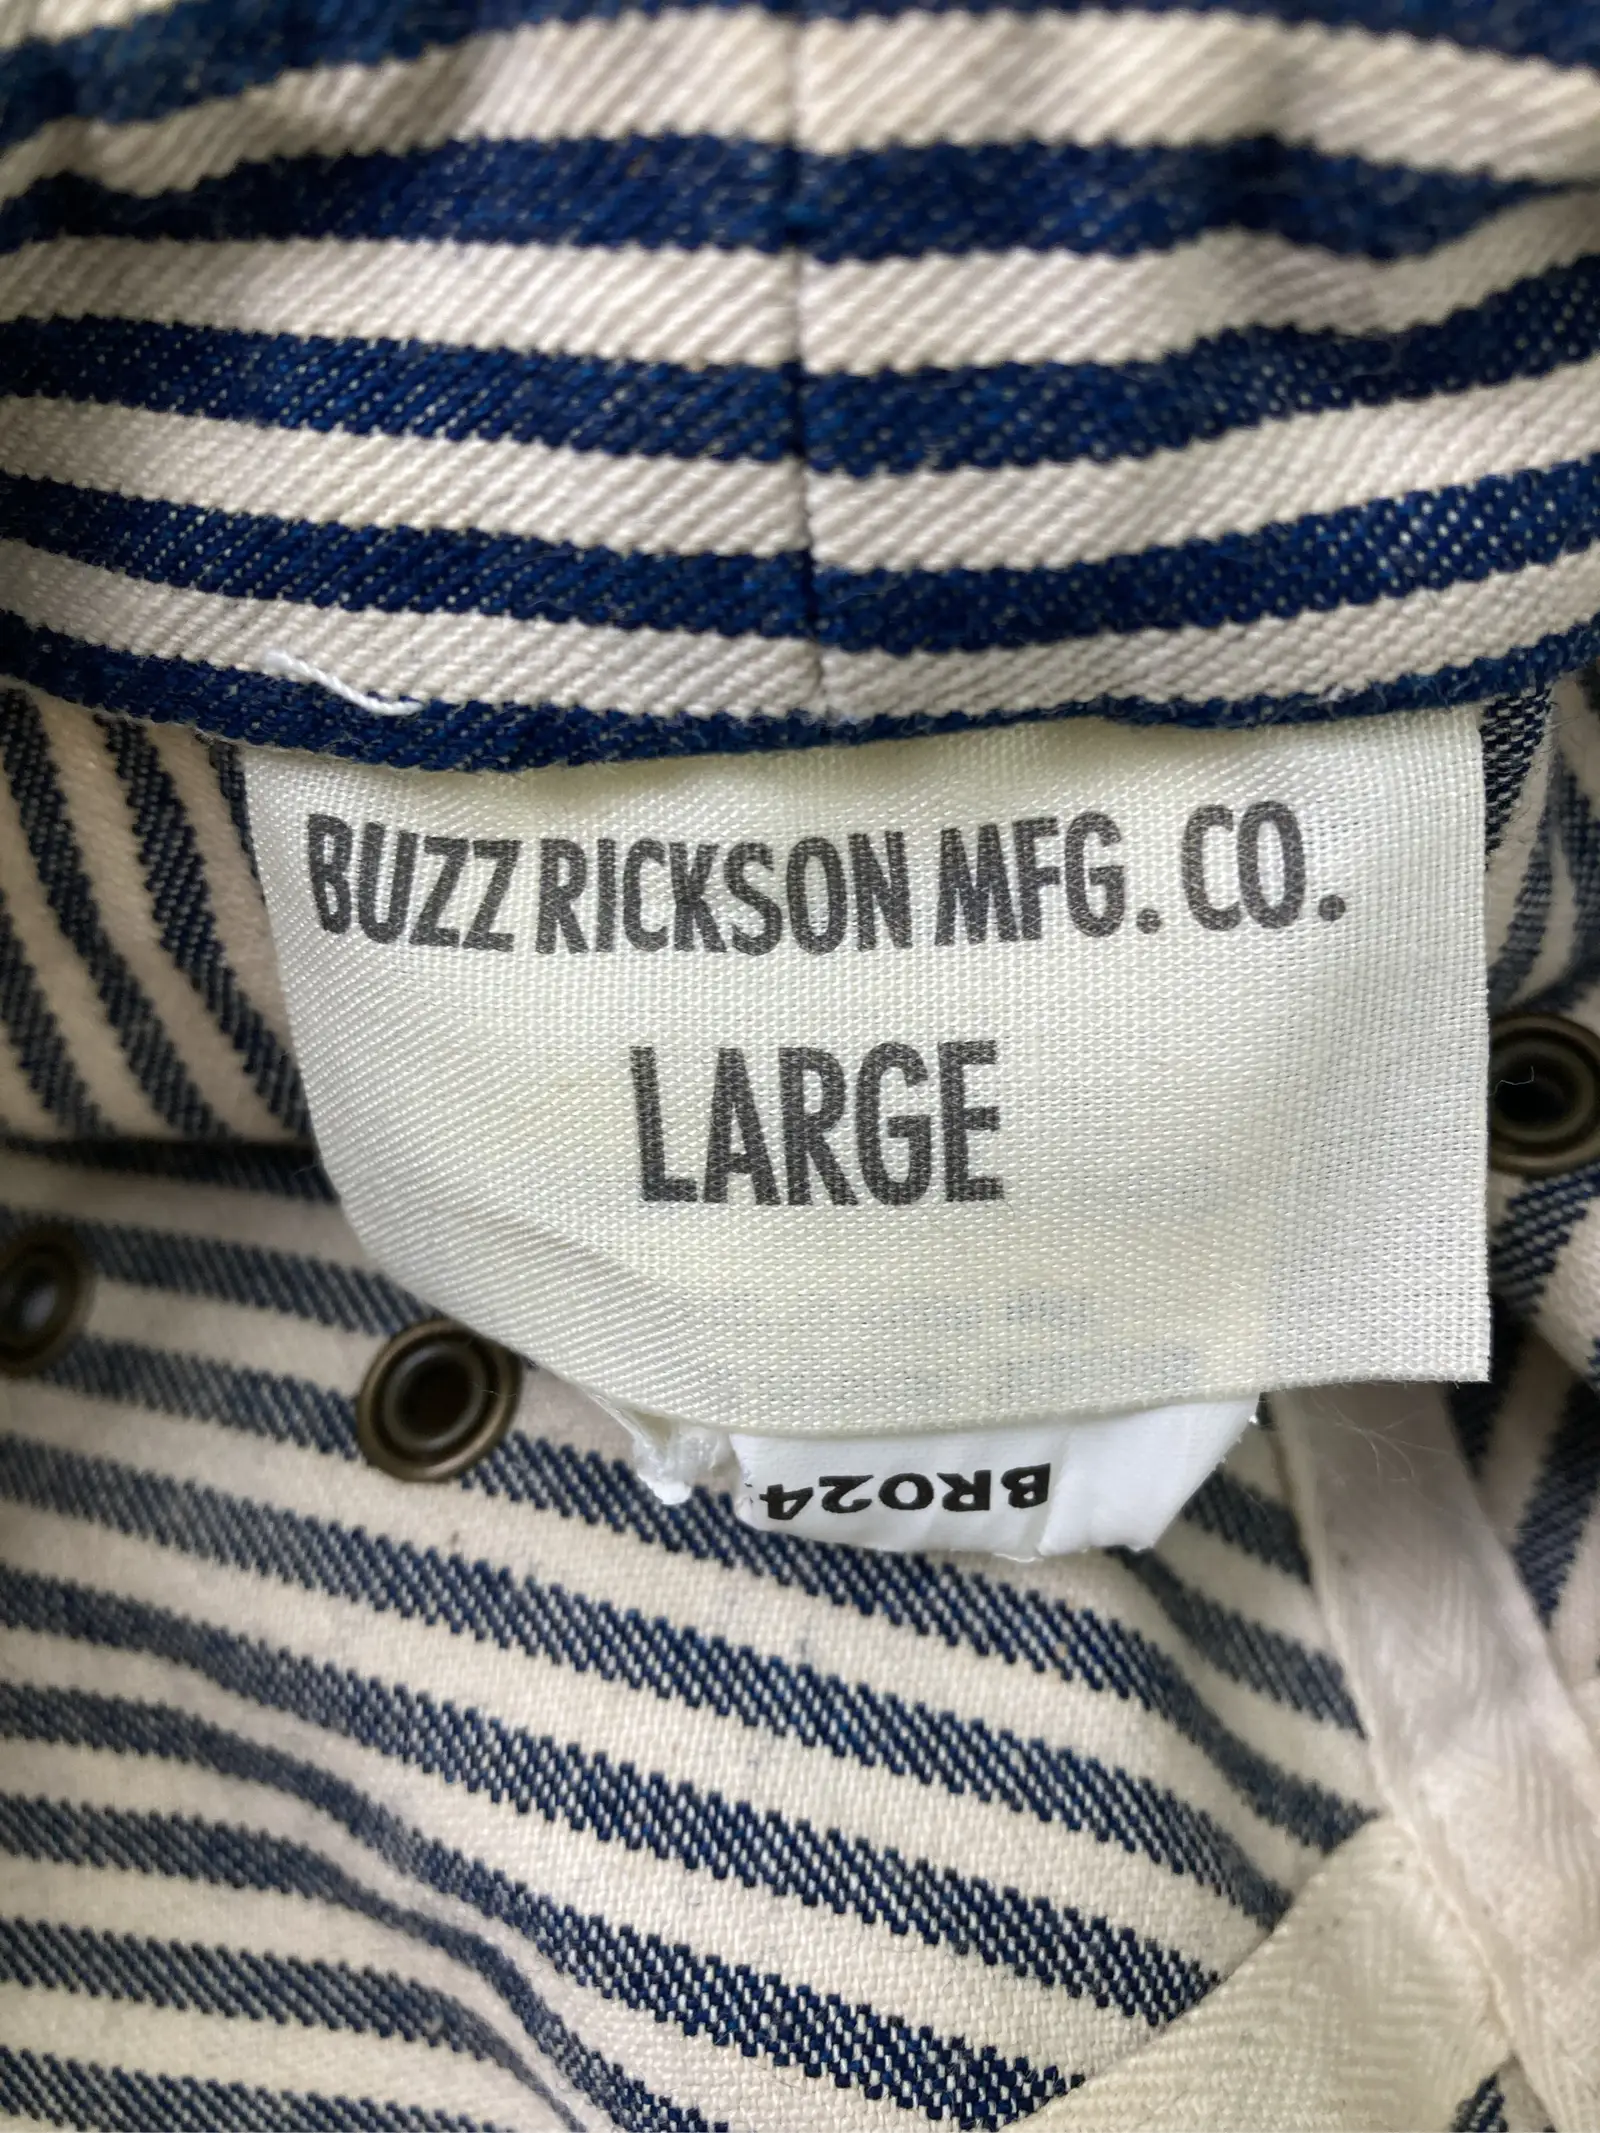 BUZZ RICKSON MFG. CO.
LARGE
BR024